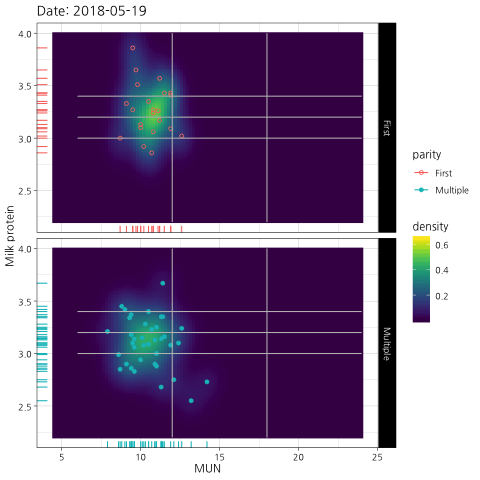 Date: 2018-05-19
4.0
3.5
3.0
2.5
First
Milk protein
4.0
3.5
3.0
2.5
Multiple
5
10
15
20
25
MUN
parity
First
Multiple
density
0.6
0.4
0.2